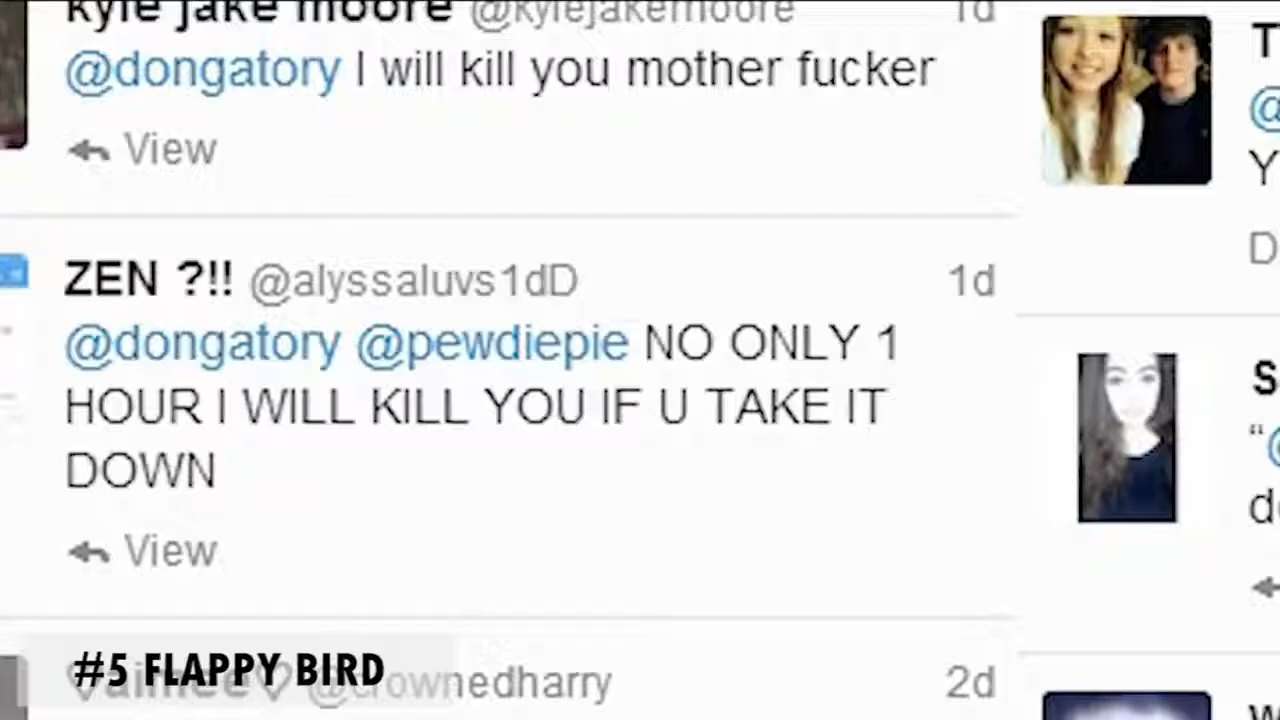 kyle jake moore @kylejakemoore 1d
@dongatory I will kill you mother fucker
View
ZEN ?!! @alyssaluvs1dD 1d
@dongatory @pewdiepie NO ONLY 1
HOUR I WILL KILL YOU IF U TAKE IT
DOWN
View
#5 FLAPPY BIRD
2d
T
@
Y
D
S
“@
d